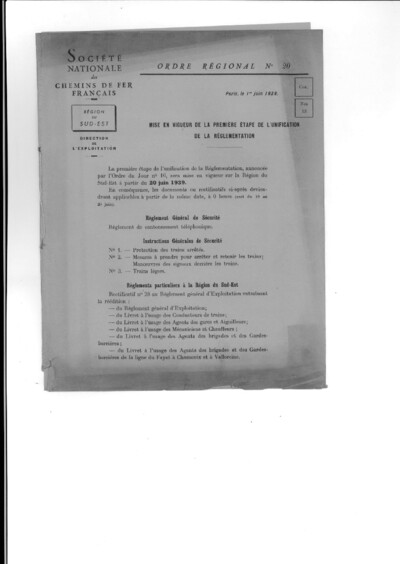 SOCIÉTÉ
NATIONALE
des
CHEMINS DE FER
FRANÇAIS
RÉGION
DU
SUD-EST
DIRECTION
DE
L'EXPLOITATION
ORDRE RÉGIONAL N° 20
Paris, le 1er juin 1939.
MISE EN VIGUEUR DE LA PREMIÈRE ÉTAPE DE L'UNIFICATION
DE LA RÉGLEMENTATION
La première étape de l'unification de la Réglementation, annoncée
par l'Ordre du Jour n° 16, sera mise en vigueur sur la Région du
Sud-Est à partir du 20 juin 1939.
En conséquence, les documents ou rectificatifs ci-après devien-
dront applicables à partir de la même date, à 0 heure
Règlement Général de Sécurité
Règlement de cantonnement téléphonique.
Instructions Générales de Sécurité
N° 1. — Protection des trains arrêtés.
N° 2. — Mesures à prendre pour arrêter et retenir les trains;
Manœuvres des signaux derrière les trains.
N° 3. — Trains légers.
Règlements particuliers à la Région du Sud-Est
Rectificatif n° 20 au Règlement général d'Exploitation entraînant
la réédition :
— du Règlement général d'Exploitation;
— du Livret à l'usage des Conducteurs de trains;
— du Livret à l'usage des Agents des gares et Aiguilleurs;
— du Livret à l'usage des Mécaniciens et Chauffeurs ;
— du Livret à l'usage des Agents des brigades et des Gardes-
barrières;
— du Livret à l'usage des Agents des brigades et des Gardes-
barrières de la ligne du Fayet à Chamonix et à Vallorcine.